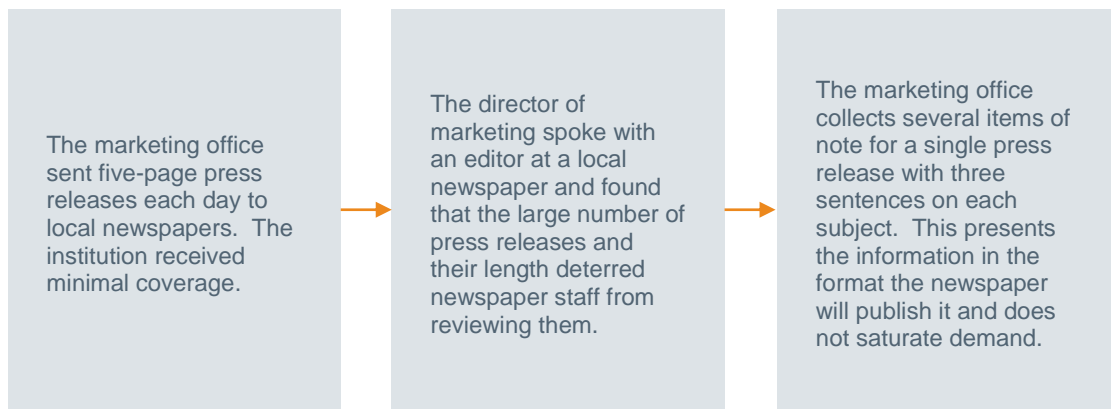 The marketing office
sent five-page press
releases each day to
local newspapers.  The
institution received
minimal coverage.
The director of
marketing spoke with
an editor at a local
newspaper and found
that the large number of
press releases and
their length deterred
newspaper staff from
reviewing them.
The marketing office
collects several items of
note for a single press
release with three
sentences on each
subject.  This presents
the information in the
format the newspaper
will publish it and does
not saturate demand.